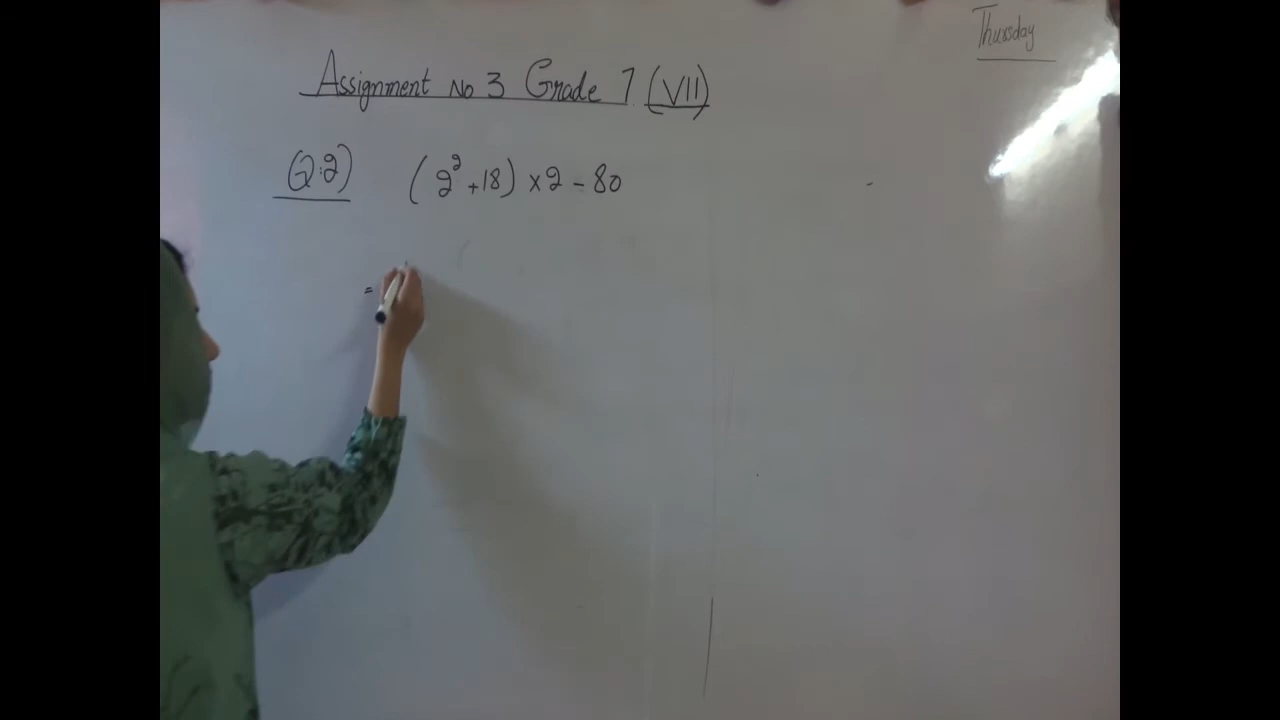 Thursday
Assignment No 3 Grade 7 (VII)
Q:2) (2² + 18) × 2 - 80
=